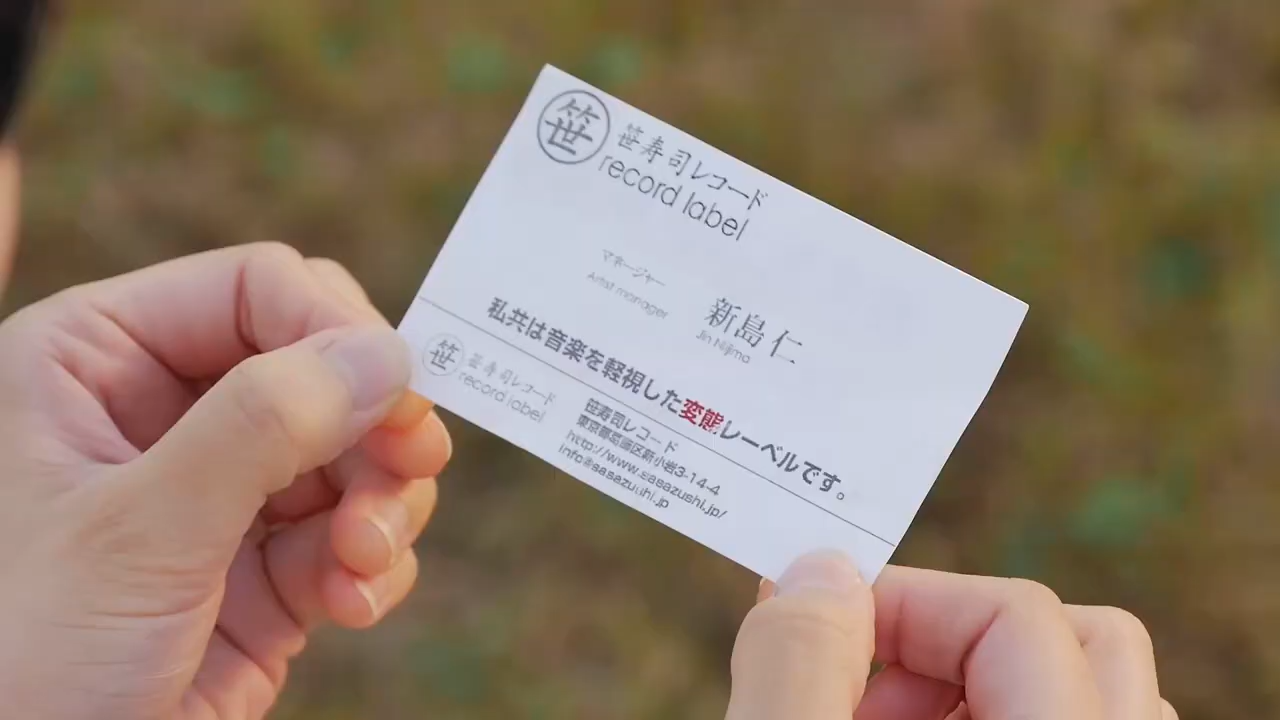 笹
笹寿司レコード
record label
マネージャー
Artist manager
新島 仁
Jin Niijima
私共は音楽を軽視した変態レーベルです。
笹
笹寿司レコード
record label
笹寿司レコード
東京都葛飾区新小岩3-14-4
http://www.sasazushi.jp/
info@sasazushi.jp